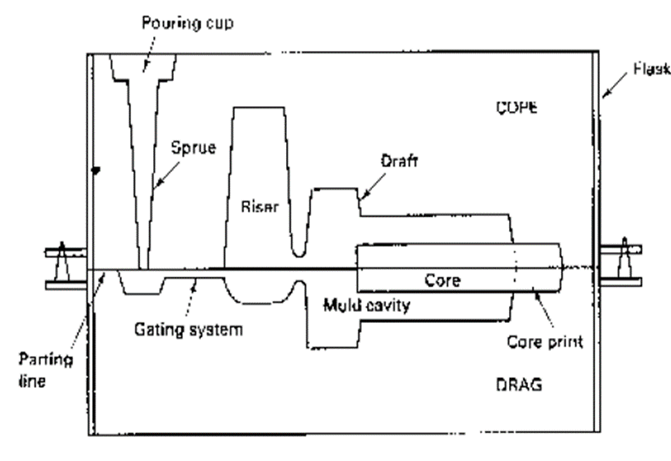 Pouring cup
Flask
COPE
Sprue
Draft
Riser
Core
Mold cavity
Gating system
Core print
Parting
line
DRAG